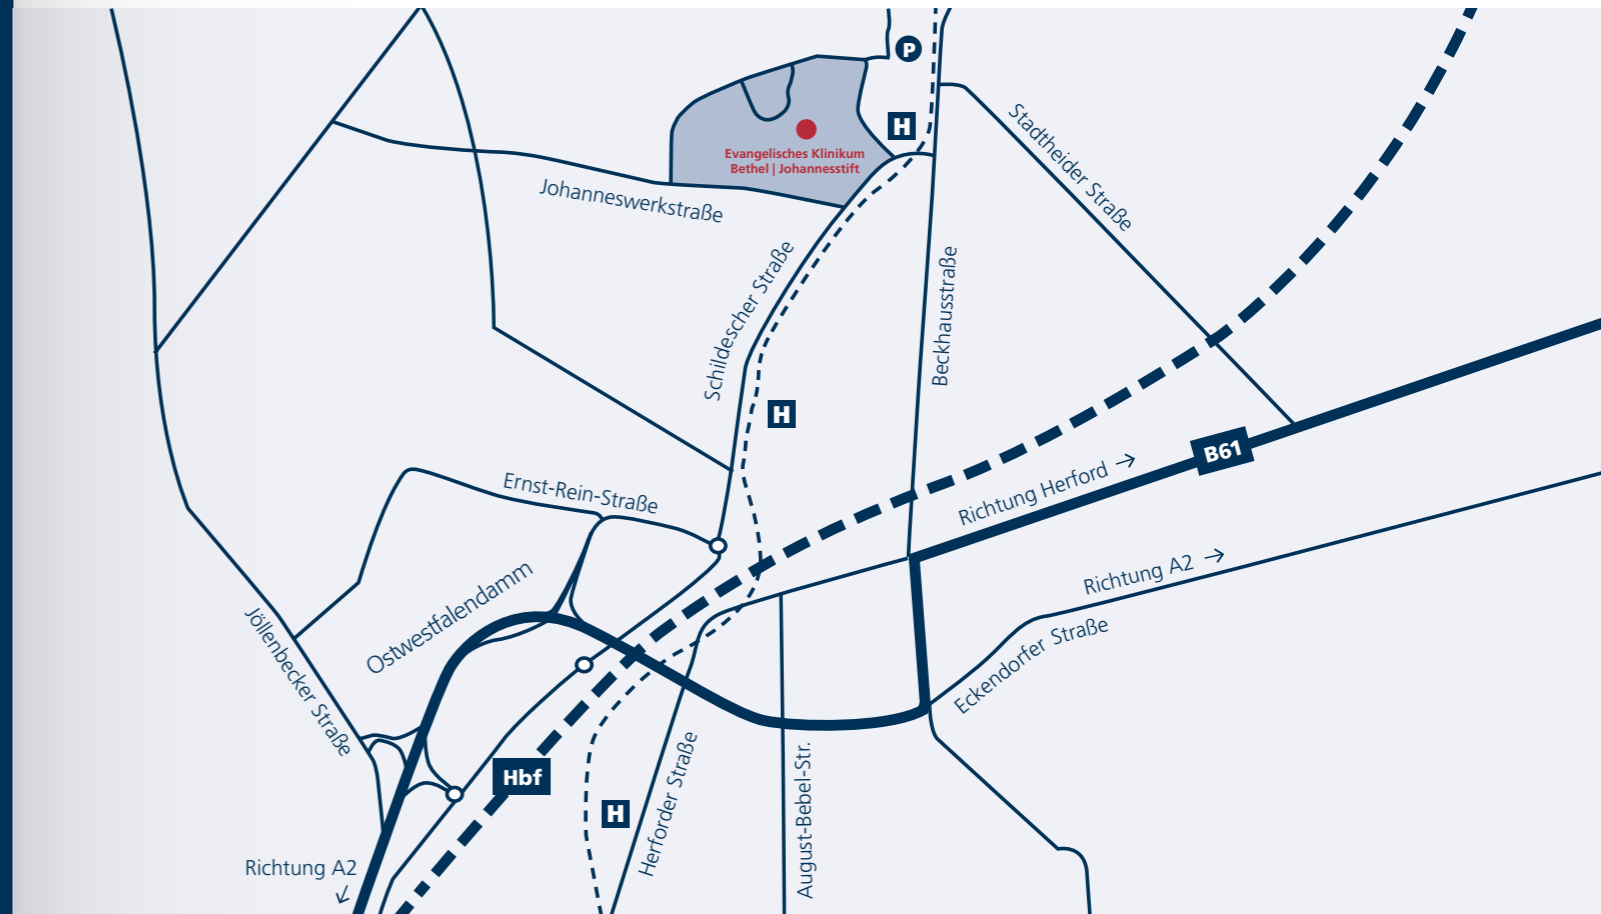 P
H
Stadtheider Straße
Evangelisches Klinikum
Bethel | Johannesstift
Johanneswerkstraße
Schildescher Straße
Beckhausstraße
H
B61
Richtung Herford →
Ernst-Rein-Straße
Richtung A2 →
Ostwestfalendamm
Eckendorfer Straße
Jöllenbecker Straße
Hbf
H
Herforder Straße
August-Bebel-Str.
Richtung A2
↙